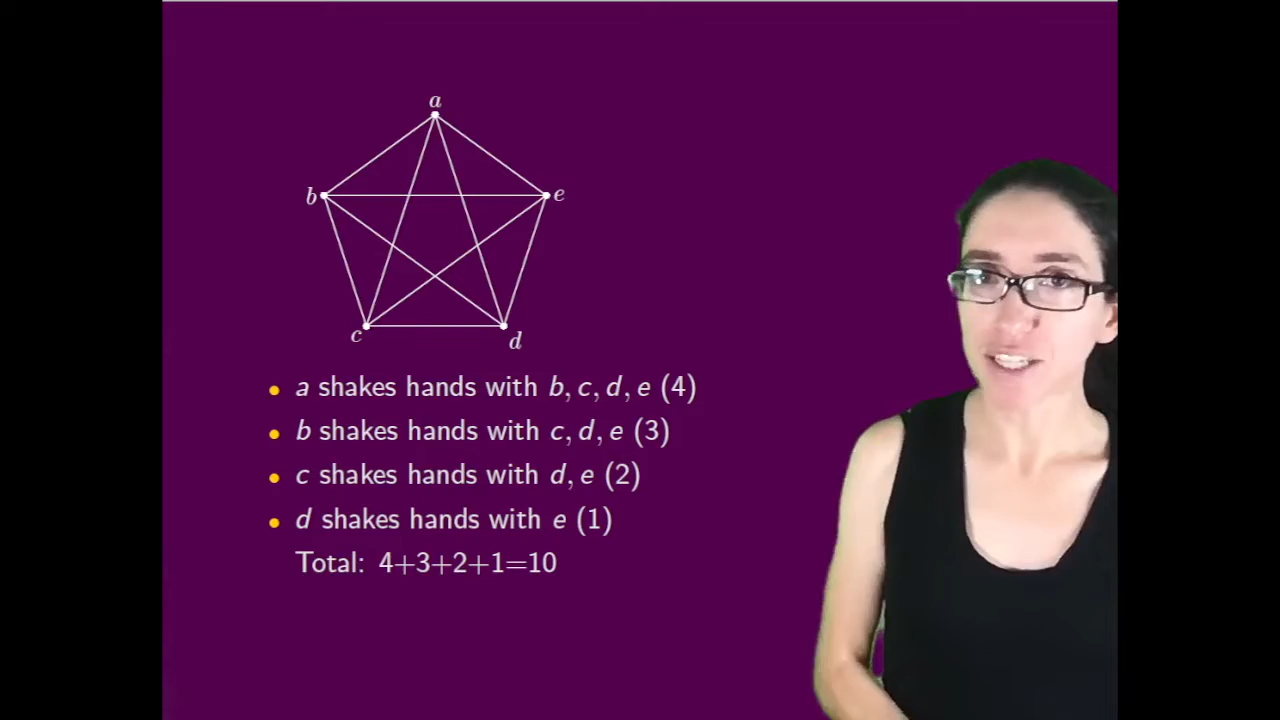 a
b
e
c
d
• a shakes hands with b, c, d, e (4)
• b shakes hands with c, d, e (3)
• c shakes hands with d, e (2)
• d shakes hands with e (1)
Total: 4+3+2+1=10